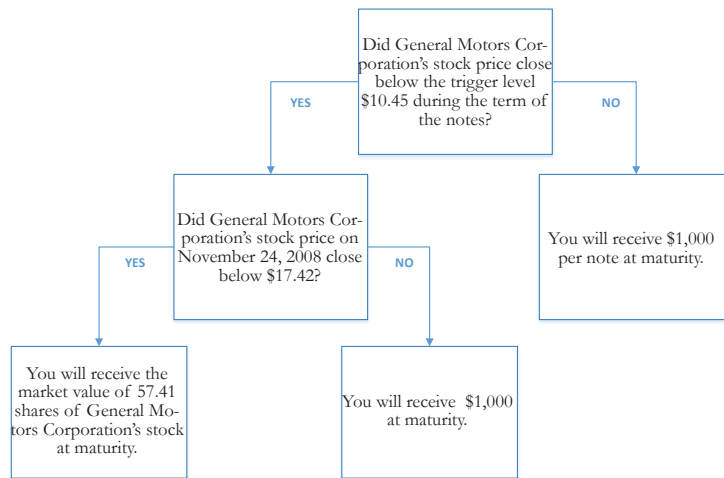 Did General Motors Cor-
poration's stock price close
below the trigger level
$10.45 during the term of
the notes?
YES
NO
Did General Motors Cor-
poration's stock price on
November 24, 2008 close
below $17.42?
You will receive $1,000
per note at maturity.
YES
NO
You will receive the
market value of 57.41
shares of General Mo-
tors Corporation's stock
at maturity.
You will receive $1,000
at maturity.